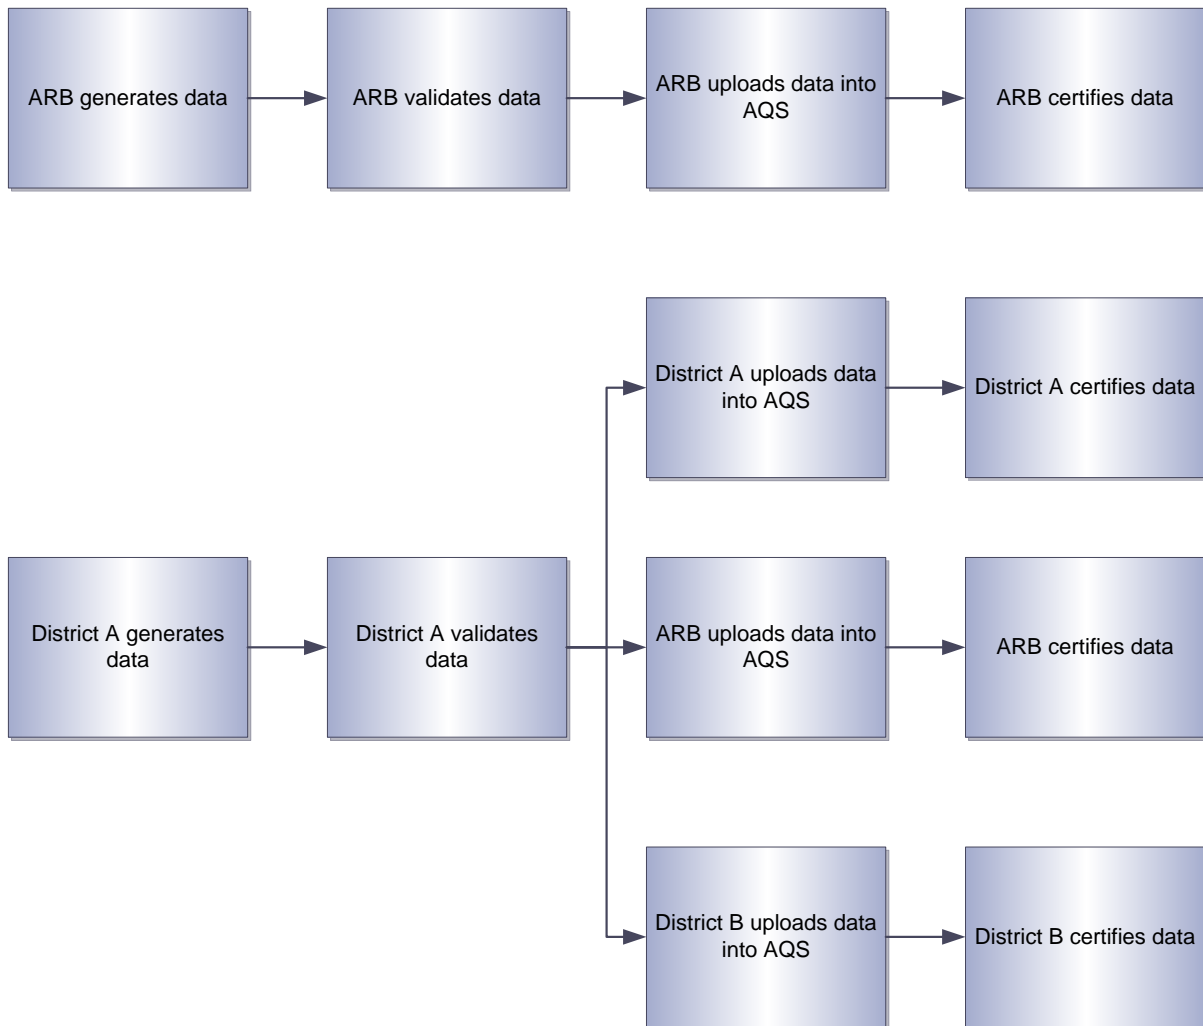 ARB generates data
ARB validates data
ARB uploads data into
AQS
ARB certifies data
District A uploads data
into AQS
District A certifies data
District A generates
data
District A validates
data
ARB uploads data into
AQS
ARB certifies data
District B uploads data
into AQS
District B certifies data